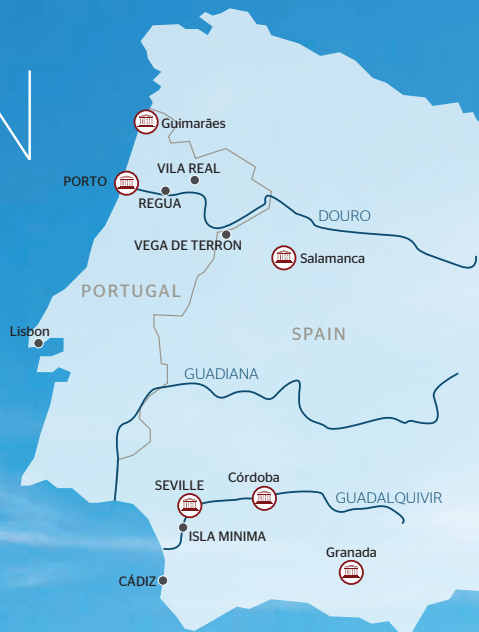 Guimarães
VILA REAL
PORTO
REGUA
DOURO
VEGA DE TERRON
Salamanca
PORTUGAL
Lisbon
SPAIN
GUADIANA
SEVILLE
Córdoba
GUADALQUIVIR
ISLA MINIMA
Granada
CÁDIZ